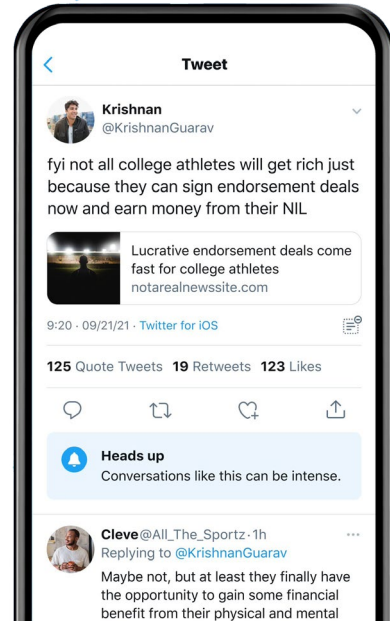 Tweet
Krishnan
@KrishnanGuarav
fyi not all college athletes will get rich just
because they can sign endorsement deals
now and earn money from their NIL
Lucrative endorsement deals come
fast for college athletes
notarealnewssite.com
9:20 · 09/21/21 · Twitter for iOS
125 Quote Tweets 19 Retweets 123 Likes
Heads up
Conversations like this can be intense.
Cleve@All_The_Sportz·1h
Replying to @KrishnanGuarav
Maybe not, but at least they finally have
the opportunity to gain some financial
benefit from their physical and mental